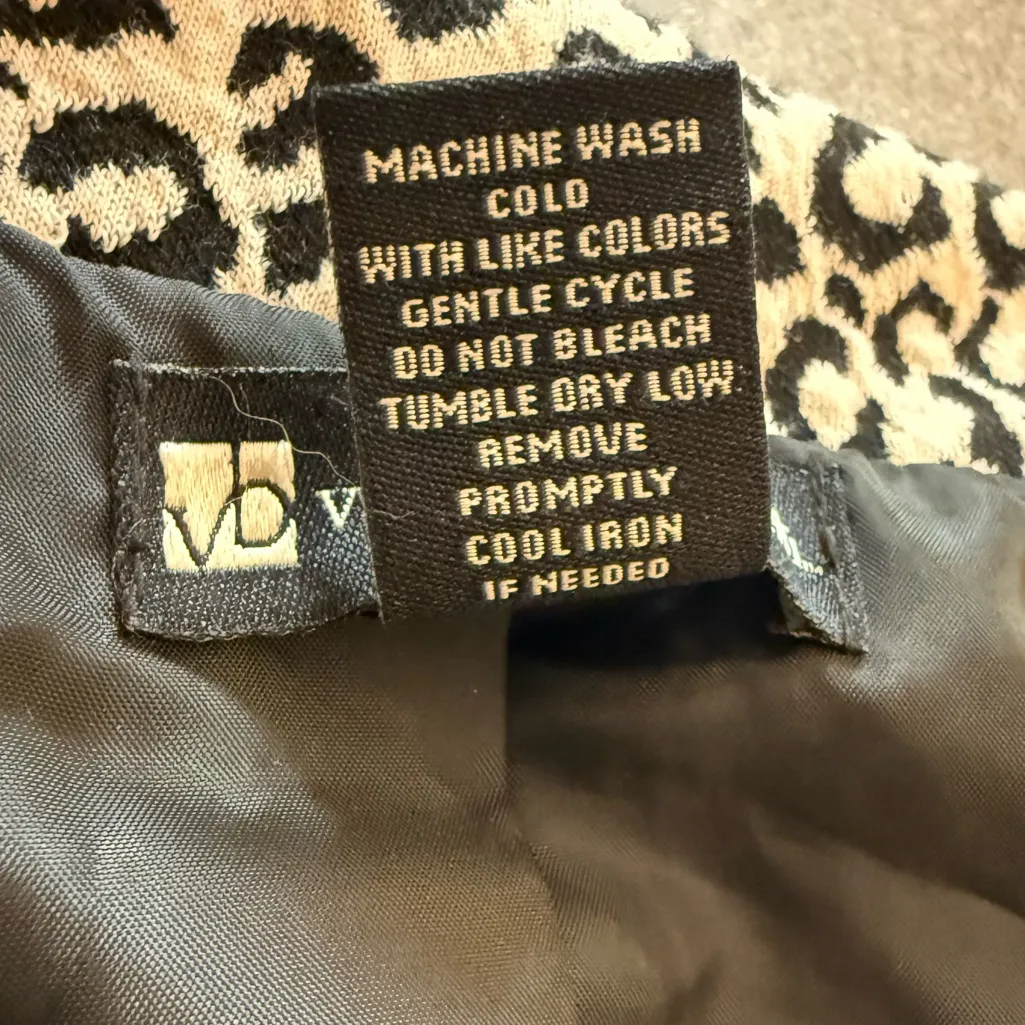 MACHINE WASH
COLD
WITH LIKE COLORS
GENTLE CYCLE
DO NOT BLEACH
TUMBLE DRY LOW
REMOVE
PROMPTLY
COOL IRON
IF NEEDED
VD V